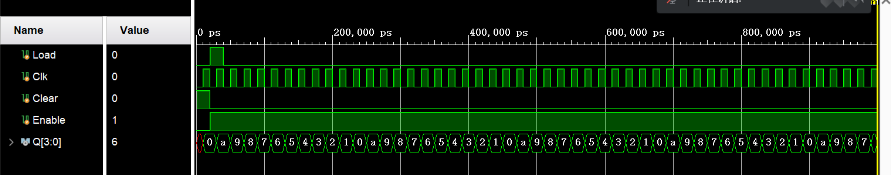 Name Value 0 ps 200,000 ps 400,000 ps 600,000 ps 800,000 ps
Load 0
Clk 0
Clear 0
Enable 1
Q[3:0] 6 0 a 9 8 7 6 5 4 3 2 1 0 a 9 8 7 6 5 4 3 2 1 0 a 9 8 7 6 5 4 3 2 1 0 a 9 8 7 6 5 4 3 2 1 0 a 9 8 7